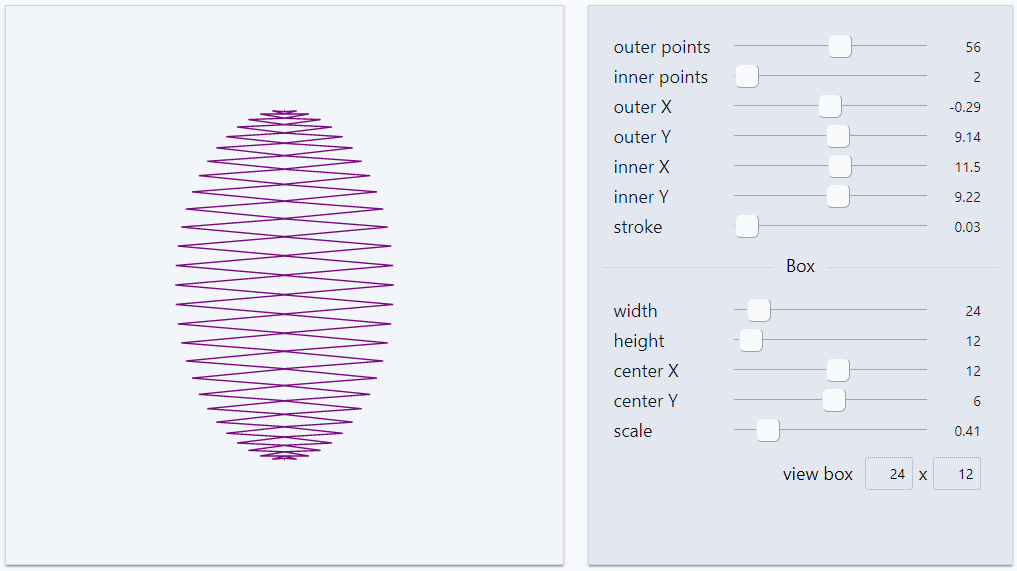 outer points 56
inner points 2
outer X -0.29
outer Y 9.14
inner X 11.5
inner Y 9.22
stroke 0.03
Box
width 24
height 12
center X 12
center Y 6
scale 0.41
view box 24 x 12